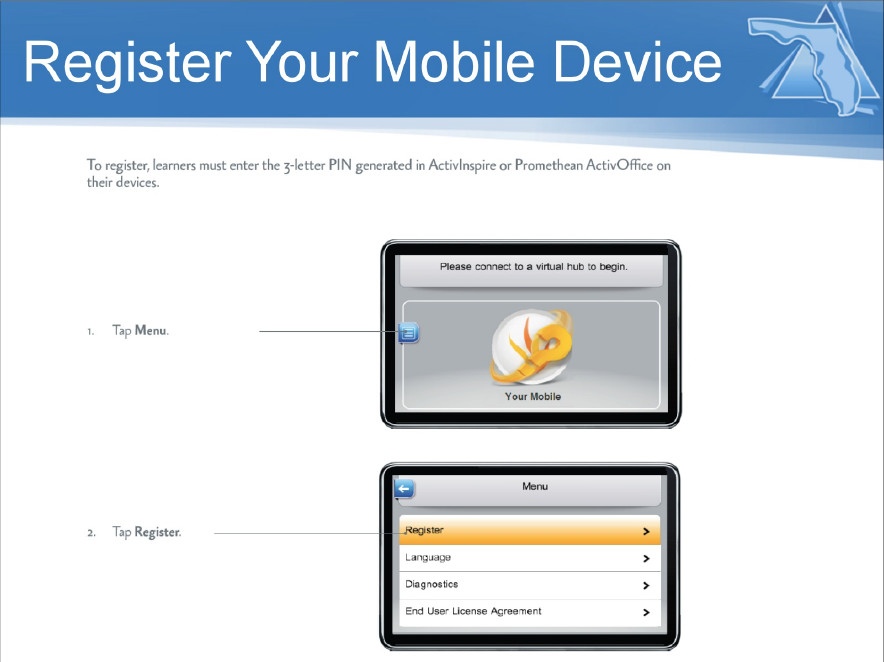 Register Your Mobile Device
To register, learners must enter the 3-letter PIN generated in ActivInspire or Promethean ActivOffice on
their devices.
Please connect to a virtual hub to begin.
1. Tap Menu.
Your Mobile
Menu
2. Tap Register.
Register
Language
Diagnostics
End User License Agreement